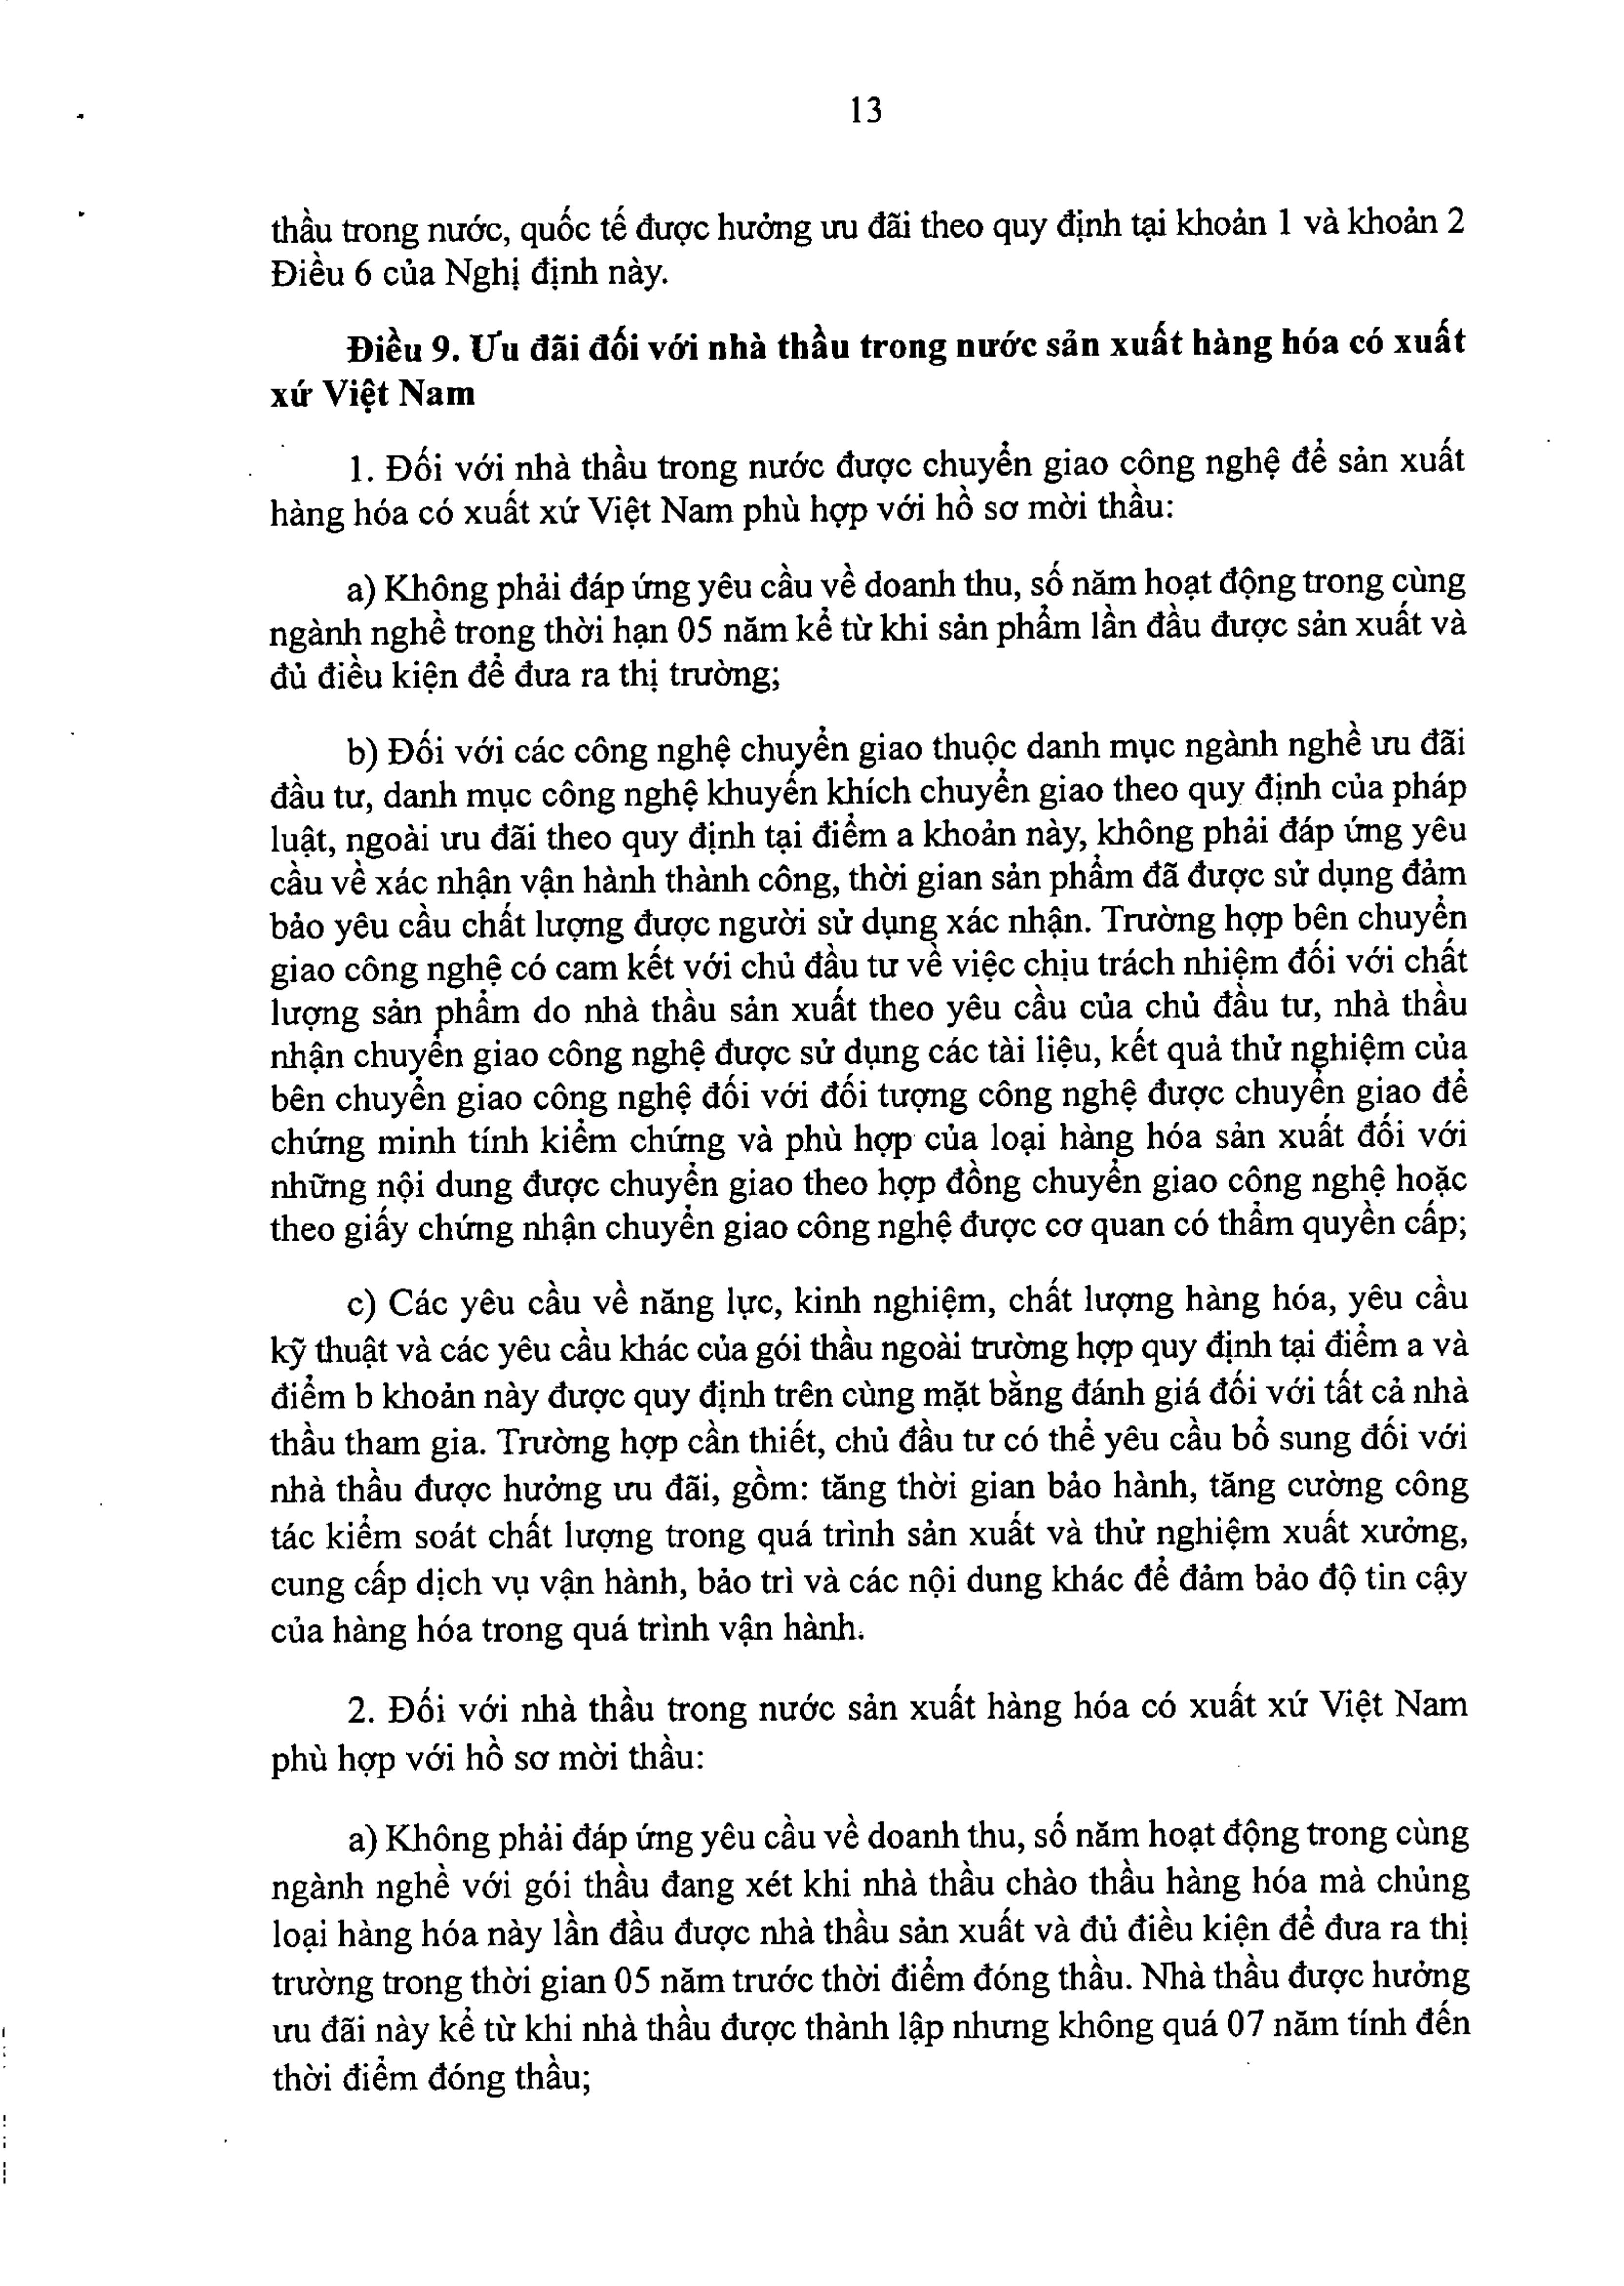 13
thầu trong nước, quốc tế được hưởng ưu đãi theo quy định tại khoản 1 và khoản 2
Điều 6 của Nghị định này.
Điều 9. Ưu đãi đối với nhà thầu trong nước sản xuất hàng hóa có xuất
xứ Việt Nam
1. Đối với nhà thầu trong nước được chuyển giao công nghệ để sản xuất
hàng hóa có xuất xứ Việt Nam phù hợp với hồ sơ mời thầu:
a) Không phải đáp ứng yêu cầu về doanh thu, số năm hoạt động trong cùng
ngành nghề trong thời hạn 05 năm kể từ khi sản phẩm lần đầu được sản xuất và
đủ điều kiện để đưa ra thị trường;
b) Đối với các công nghệ chuyển giao thuộc danh mục ngành nghề ưu đãi
đầu tư, danh mục công nghệ khuyến khích chuyển giao theo quy định của pháp
luật, ngoài ưu đãi theo quy định tại điểm a khoản này, không phải đáp ứng yêu
cầu về xác nhận vận hành thành công, thời gian sản phẩm đã được sử dụng đảm
bảo yêu cầu chất lượng được người sử dụng xác nhận. Trường hợp bên chuyển
giao công nghệ có cam kết với chủ đầu tư về việc chịu trách nhiệm đối với chất
lượng sản phẩm do nhà thầu sản xuất theo yêu cầu của chủ đầu tư, nhà thầu
nhận chuyển giao công nghệ được sử dụng các tài liệu, kết quả thử nghiệm của
bên chuyển giao công nghệ đối với đối tượng công nghệ được chuyển giao để
chứng minh tính kiểm chứng và phù hợp của loại hàng hóa sản xuất đối với
những nội dung được chuyển giao theo hợp đồng chuyển giao công nghệ hoặc
theo giấy chứng nhận chuyển giao công nghệ được cơ quan có thẩm quyền cấp;
c) Các yêu cầu về năng lực, kinh nghiệm, chất lượng hàng hóa, yêu cầu
kỹ thuật và các yêu cầu khác của gói thầu ngoài trường hợp quy định tại điểm a và
điểm b khoản này được quy định trên cùng mặt bằng đánh giá đối với tất cả nhà
thầu tham gia. Trường hợp cần thiết, chủ đầu tư có thể yêu cầu bổ sung đối với
nhà thầu được hưởng ưu đãi, gồm: tăng thời gian bảo hành, tăng cường công
tác kiểm soát chất lượng trong quá trình sản xuất và thử nghiệm xuất xưởng,
cung cấp dịch vụ vận hành, bảo trì và các nội dung khác để đảm bảo độ tin cậy
của hàng hóa trong quá trình vận hành.
2. Đối với nhà thầu trong nước sản xuất hàng hóa có xuất xứ Việt Nam
phù hợp với hồ sơ mời thầu:
a) Không phải đáp ứng yêu cầu về doanh thu, số năm hoạt động trong cùng
ngành nghề với gói thầu đang xét khi nhà thầu chào thầu hàng hóa mà chủng
loại hàng hóa này lần đầu được nhà thầu sản xuất và đủ điều kiện để đưa ra thị
trường trong thời gian 05 năm trước thời điểm đóng thầu. Nhà thầu được hưởng
ưu đãi này kể từ khi nhà thầu được thành lập nhưng không quá 07 năm tính đến
thời điểm đóng thầu;